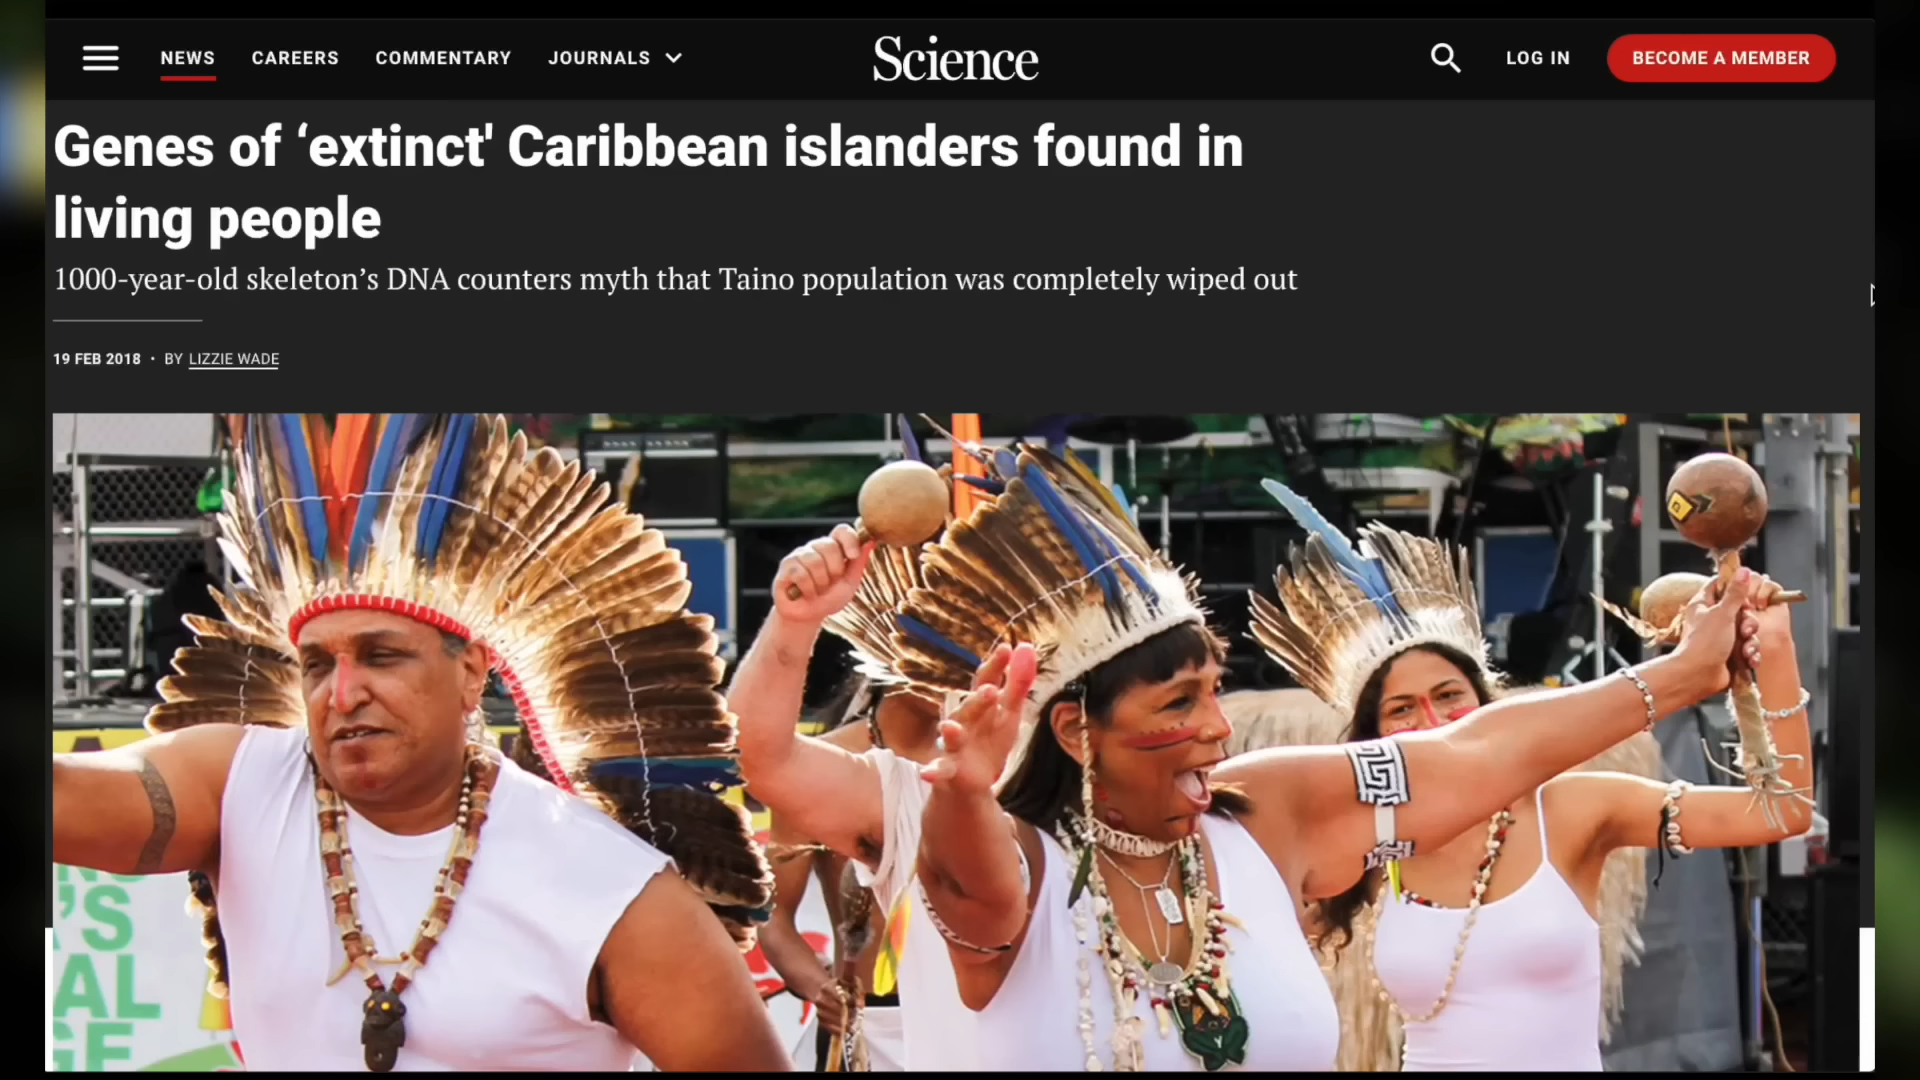 NEWS CAREERS COMMENTARY JOURNALS Science LOG IN BECOME A MEMBER
Genes of ‘extinct' Caribbean islanders found in
living people
1000-year-old skeleton’s DNA counters myth that Taino population was completely wiped out
19 FEB 2018 • BY LIZZIE WADE
'S
AL
GE